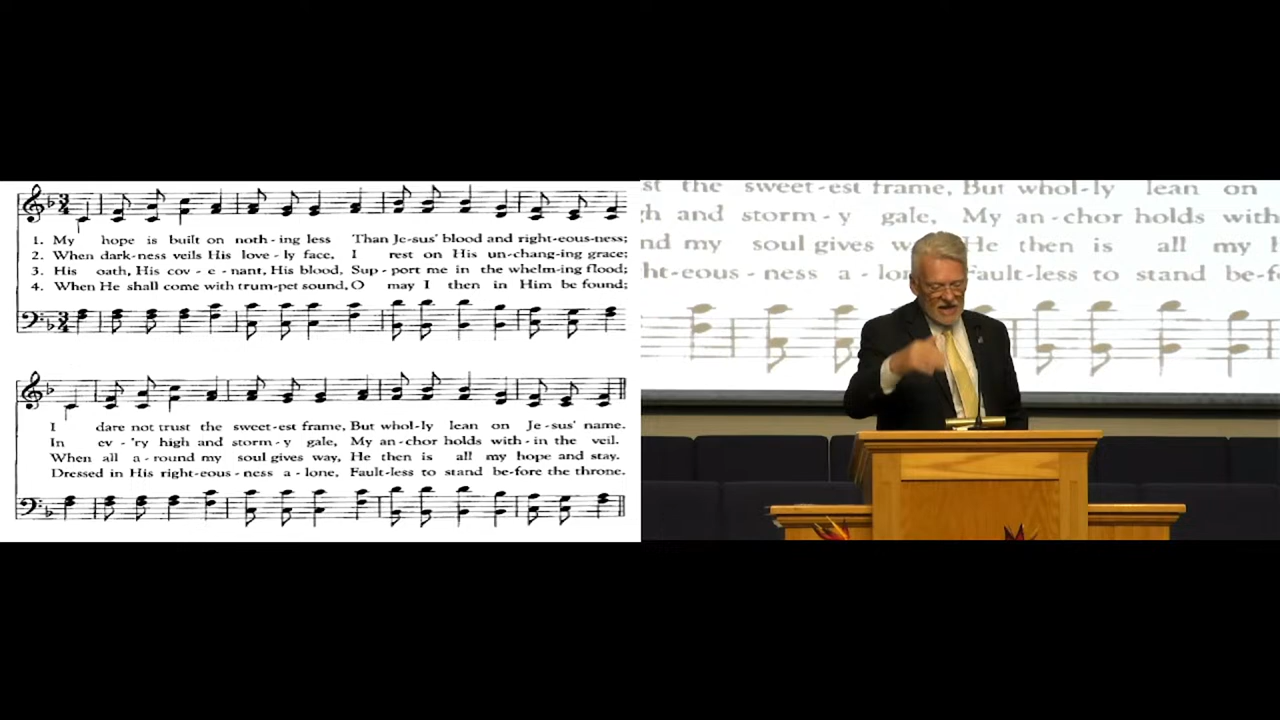 3
4
1. My hope is built on noth - ing less Than Je-sus' blood and right-eous-ness;
2. When dark-ness veils His love - ly face, I rest on His un-chang-ing grace;
3. His oath, His cov - e - nant, His blood, Sup - port me in the whelm-ing flood;
4. When He shall come with trum-pet sound, O may I then in Him be found;
3
4
I dare not trust the sweet-est frame, But whol-ly lean on Je-sus' name.
In ev - 'ry high and storm - y gale, My an-chor holds with-in the veil.
When all a - round my soul gives way, He then is all my hope and stay.
Dressed in His right-eous - ness a - lone, Fault-less to stand be-fore the throne.
st the sweet-est frame, But whol-ly lean on
h and storm - y gale, My an-chor holds with
nd my soul gives He then is all my
ht-eous - ness a - lon Fault-less to stand be-f